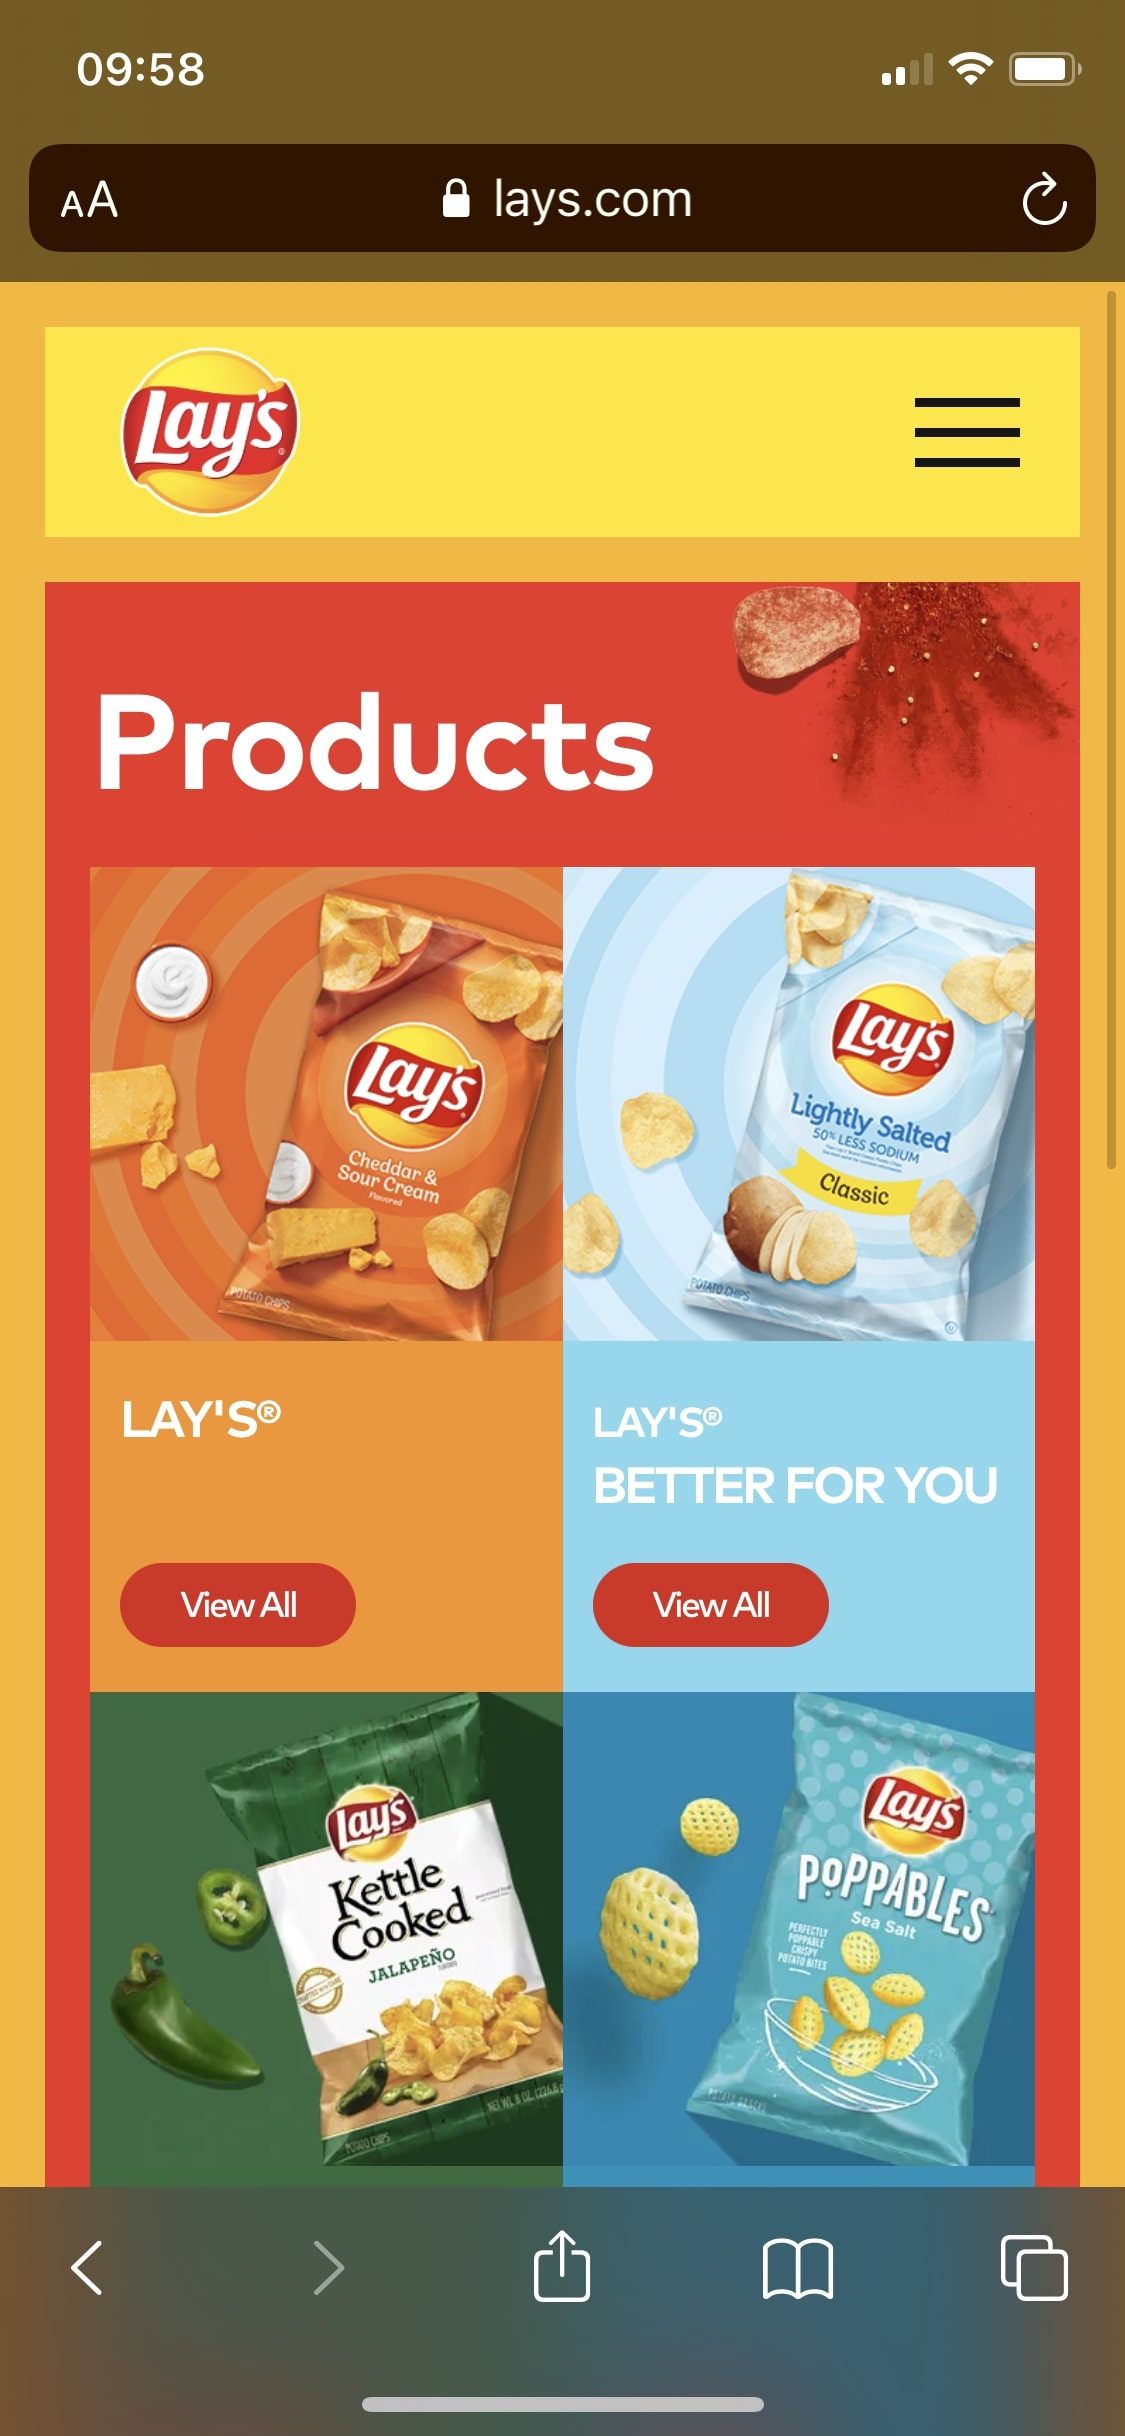 09:58
AA
lays.com
Lay's
Products
Lay's
Cheddar &
Sour Cream
Flavored
POTATO CHIPS
Lay's
Lightly Salted
50% LESS SODIUM
Classic
POTATO CHIPS
LAY'S®
View All
LAY'S®
BETTER FOR YOU
View All
Lay's
Kettle
Cooked
JALAPEÑO
POTATO CHIPS
Lay's
POPPABLES
Sea Salt
PERFECTLY
POPPABLE
CRISPY
POTATO BITES
POTATO SNACKS